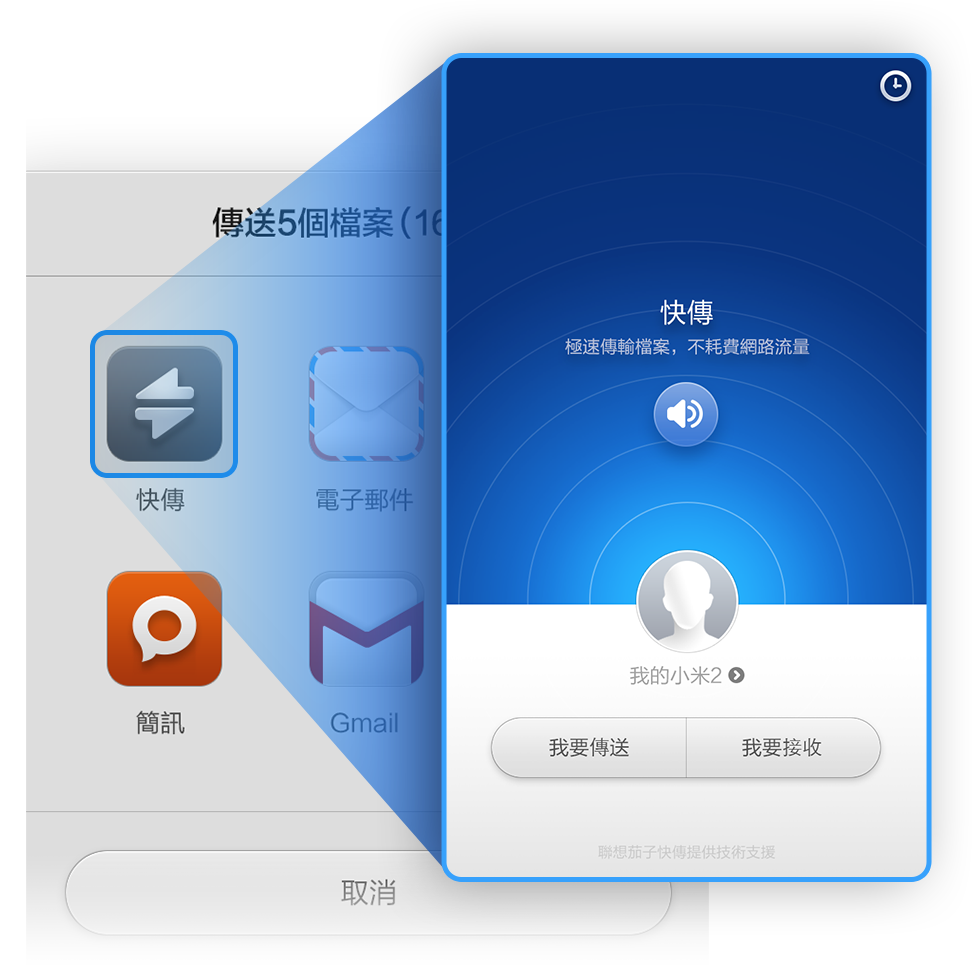 傳送5個檔案(16
快傳
電子郵件
簡訊
Gmail
取消
快傳
極速傳輸檔案，不耗費網路流量
我的小米2
我要傳送
我要接收
聯想茄子快傳提供技術支援